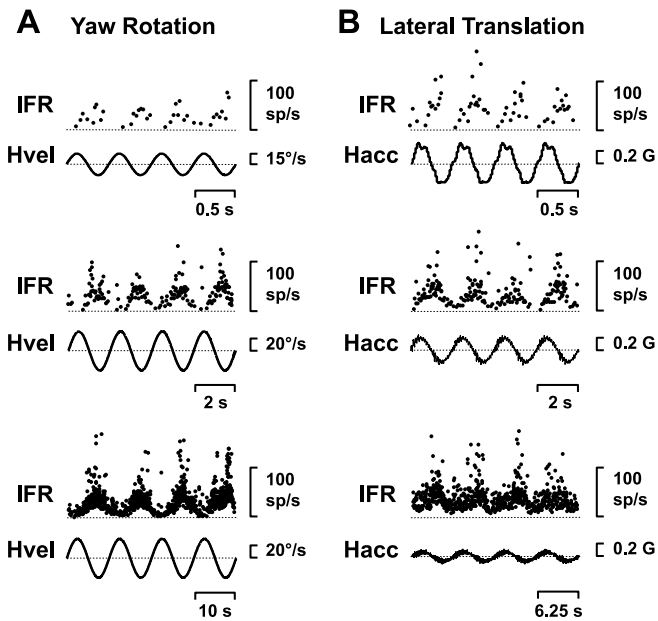 A Yaw Rotation
IFR
100
sp/s
Hvel
15°/s
0.5 s
IFR
100
sp/s
Hvel
20°/s
2 s
IFR
100
sp/s
Hvel
20°/s
10 s
B Lateral Translation
IFR
100
sp/s
Hacc
0.2 G
0.5 s
IFR
100
sp/s
Hacc
0.2 G
2 s
IFR
100
sp/s
Hacc
0.2 G
6.25 s